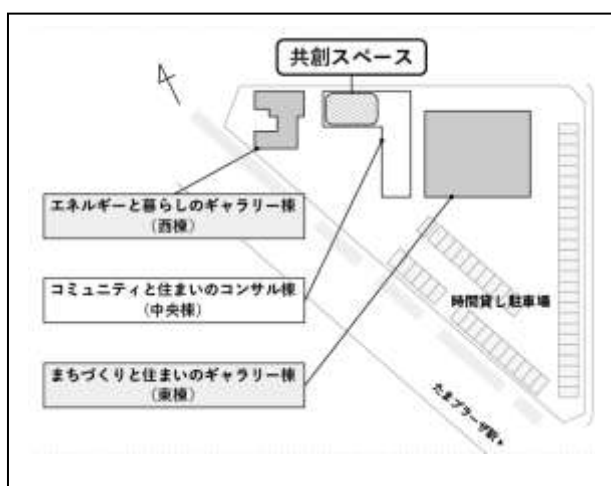 共創スペース
エネルギーと暮らしのギャラリー棟
(西棟)
コミュニティと住まいのコンサル棟
(中央棟)
まちづくりと住まいのギャラリー棟
(東棟)
時間貸し駐車場
たまプラーザ駅▶